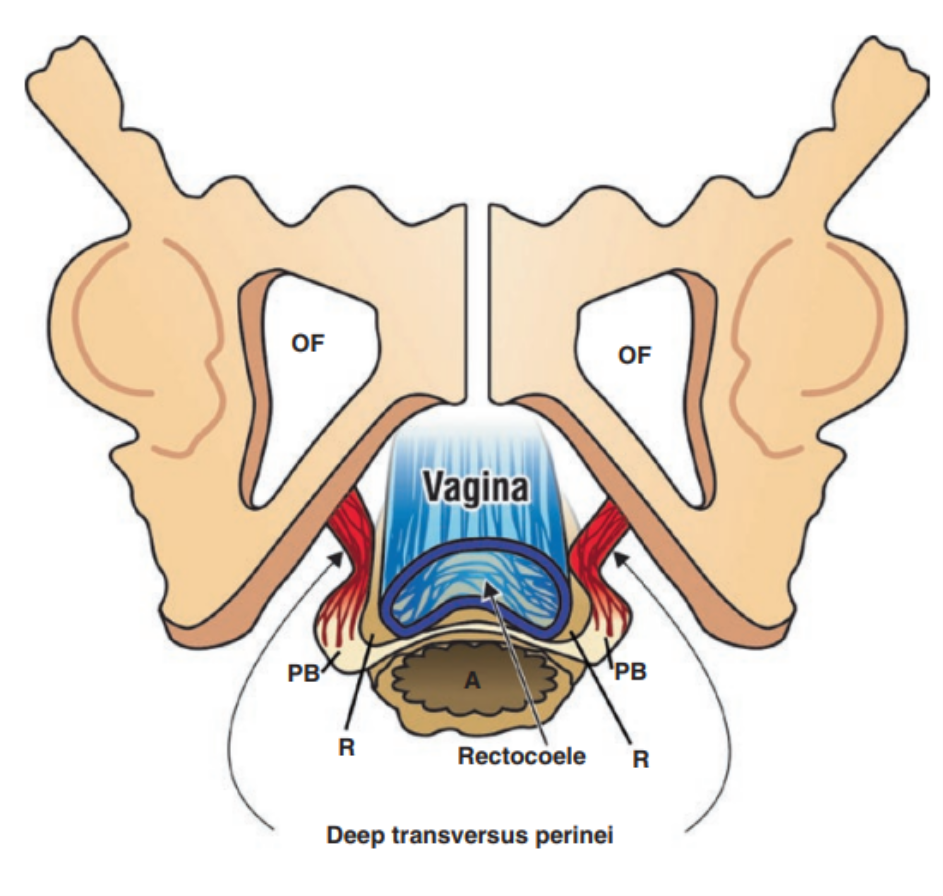 OF
OF
Vagina
A
PB
PB
R
Rectocoele
R
Deep transversus perinei